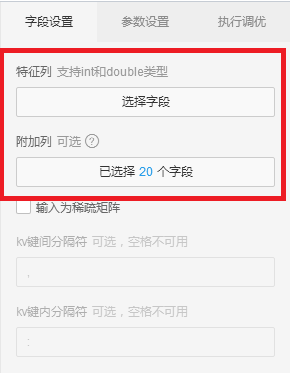 字段设置 参数设置 执行调优
特征列 支持int和double类型
选择字段
附加列 可选 ?
已选择 20 个字段
输入为稀疏矩阵
kv键间分隔符 可选，空格不可用
,
kv键内分隔符 可选，空格不可用
: